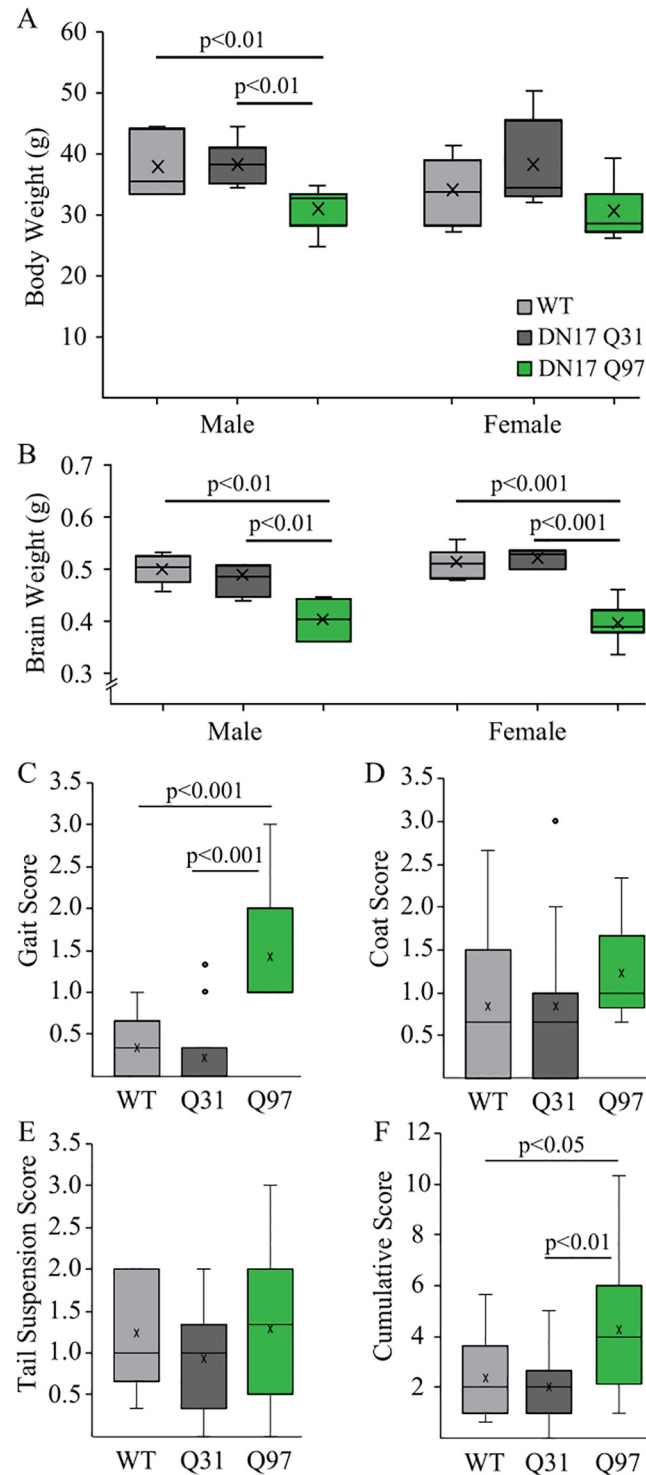 A
60
50
40
30
20
10
Body Weight (g)
p<0.01
p<0.01
WT
DN17 Q31
DN17 Q97
Male Female
B
0.7
0.6
0.5
0.4
0.3
Brain Weight (g)
p<0.01
p<0.01
p<0.001
p<0.001
Male Female
C
3.5
3.0
2.5
2.0
1.5
1.0
0.5
Gait Score
p<0.001
p<0.001
WT Q31 Q97
D
3.5
3.0
2.5
2.0
1.5
1.0
0.5
Coat Score
WT Q31 Q97
E
3.5
3.0
2.5
2.0
1.5
1.0
0.5
Tail Suspension Score
WT Q31 Q97
F
12
10
8
6
4
2
Cumulative Score
p<0.05
p<0.01
WT Q31 Q97